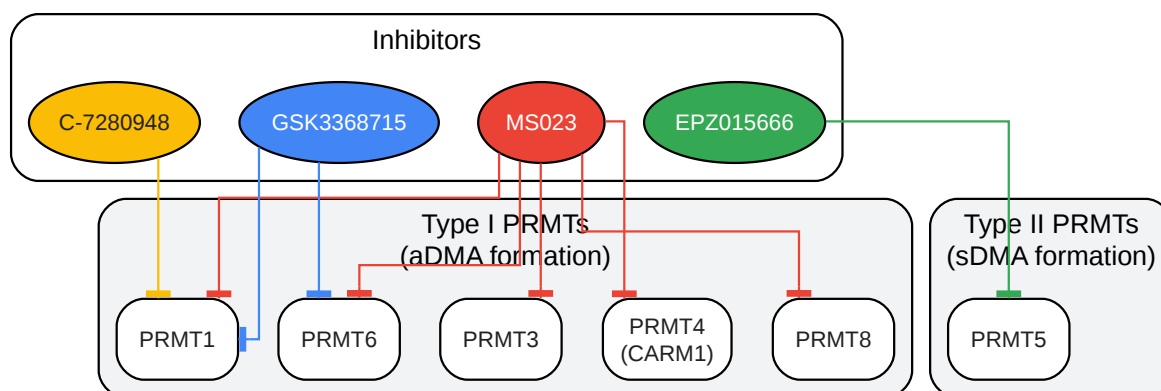 Inhibitors
C-7280948
GSK3368715
MS023
EPZ015666
Type I PRMTs
(aDMA formation)
Type II PRMTs
(sDMA formation)
PRMT1
PRMT6
PRMT3
PRMT4
(CARM1)
PRMT8
PRMT5